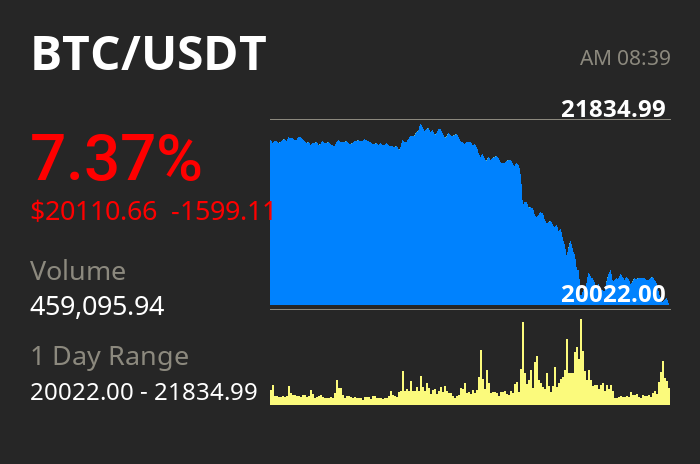 BTC/USDT
AM 08:39
21834.99
7.37%
$20110.66 -1599.11
20022.00
Volume
459,095.94
1 Day Range
20022.00 - 21834.99